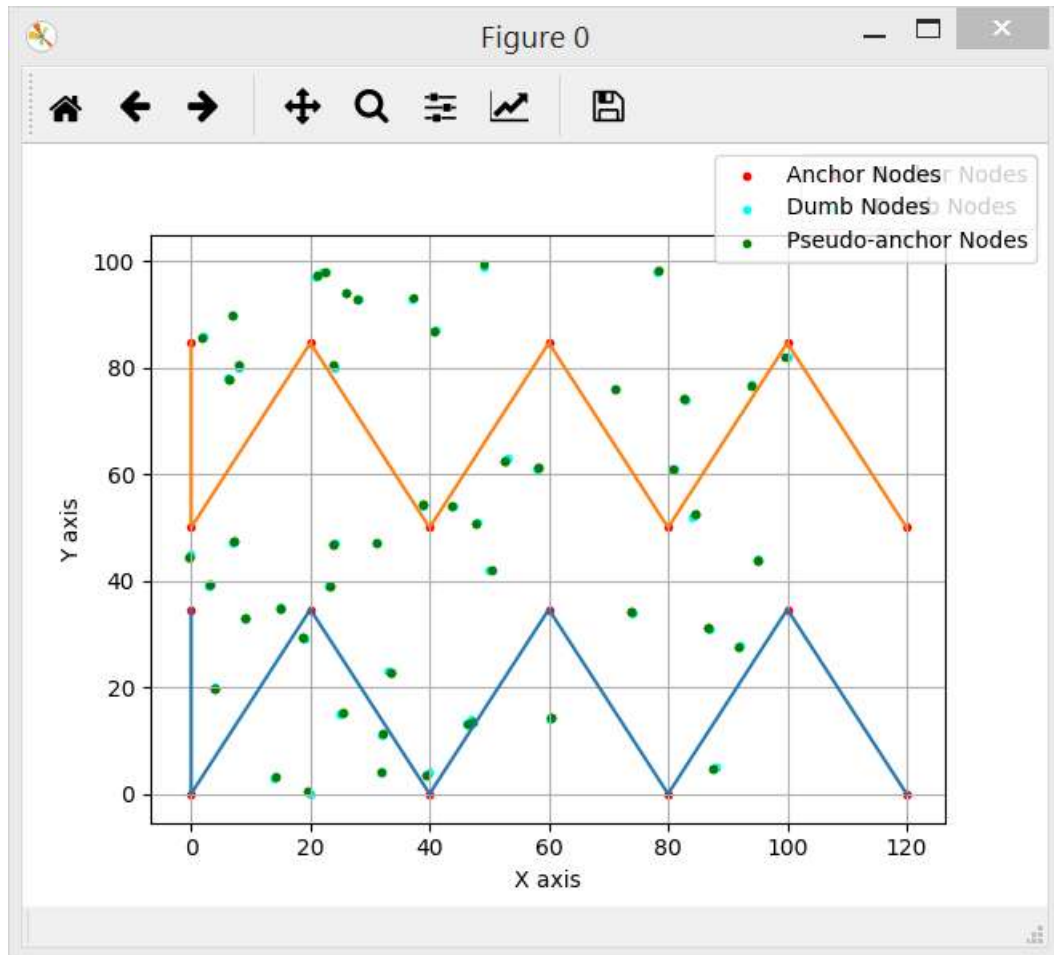 Figure 0
Anchor Nodes
Dumb Nodes
Pseudo-anchor Nodes
100
80
60
40
20
0
Y axis
0 20 40 60 80 100 120
X axis